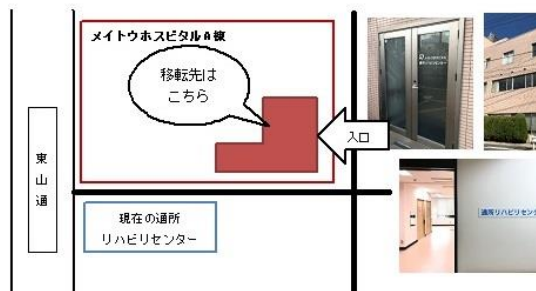 メイトウホスピタルA棟
移転先は
こちら
入口
東山通
現在の通所
リハビリセンター
通所リハビリセンタ